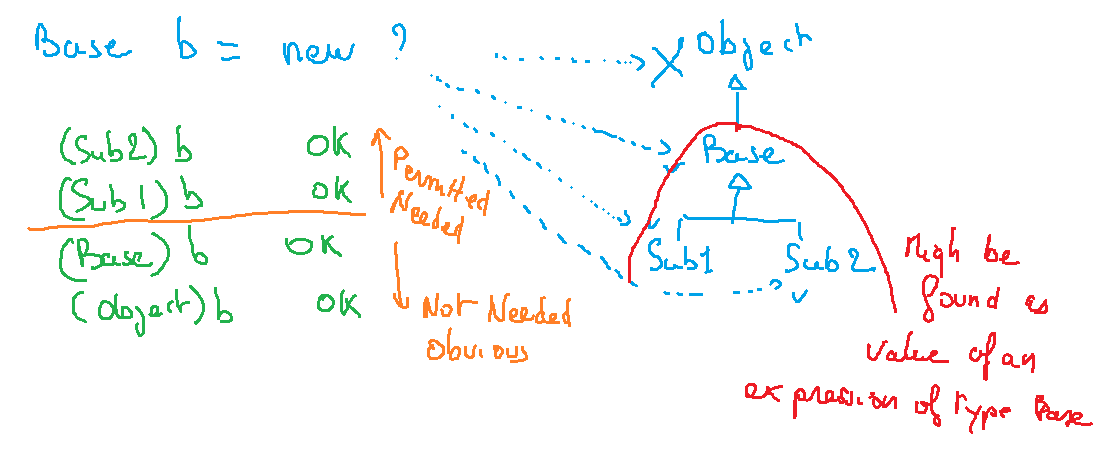 Base b = new ?
X Object
(Sub2) b OK
(Sub1) b OK
(Base) b OK
(Object) b OK
Permitted
Needed
Not Needed
Obvious
Base
Sub1 Sub2
Migh be
found as
value of an
expression of type Base